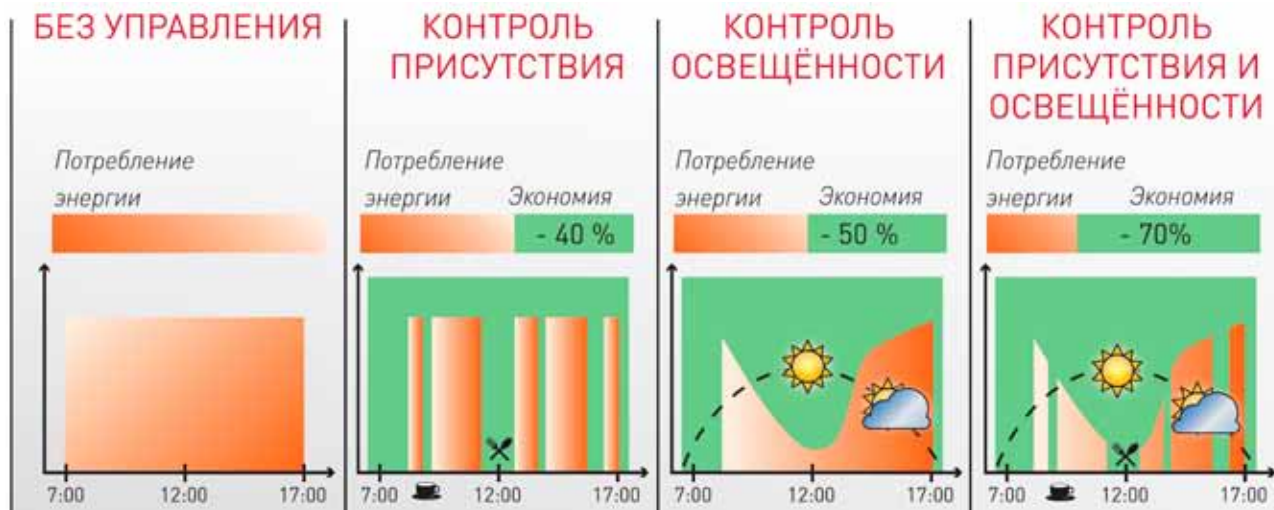 БЕЗ УПРАВЛЕНИЯ
Потребление
энергии
7:00 12:00 17:00
КОНТРОЛЬ
ПРИСУТСТВИЯ
Потребление
энергии Экономия
- 40 %
7:00 12:00 17:00
КОНТРОЛЬ
ОСВЕЩЁННОСТИ
Потребление
энергии Экономия
- 50 %
7:00 12:00 17:00
КОНТРОЛЬ
ПРИСУТСТВИЯ И
ОСВЕЩЁННОСТИ
Потребление
энергии Экономия
- 70%
7:00 12:00 17:00